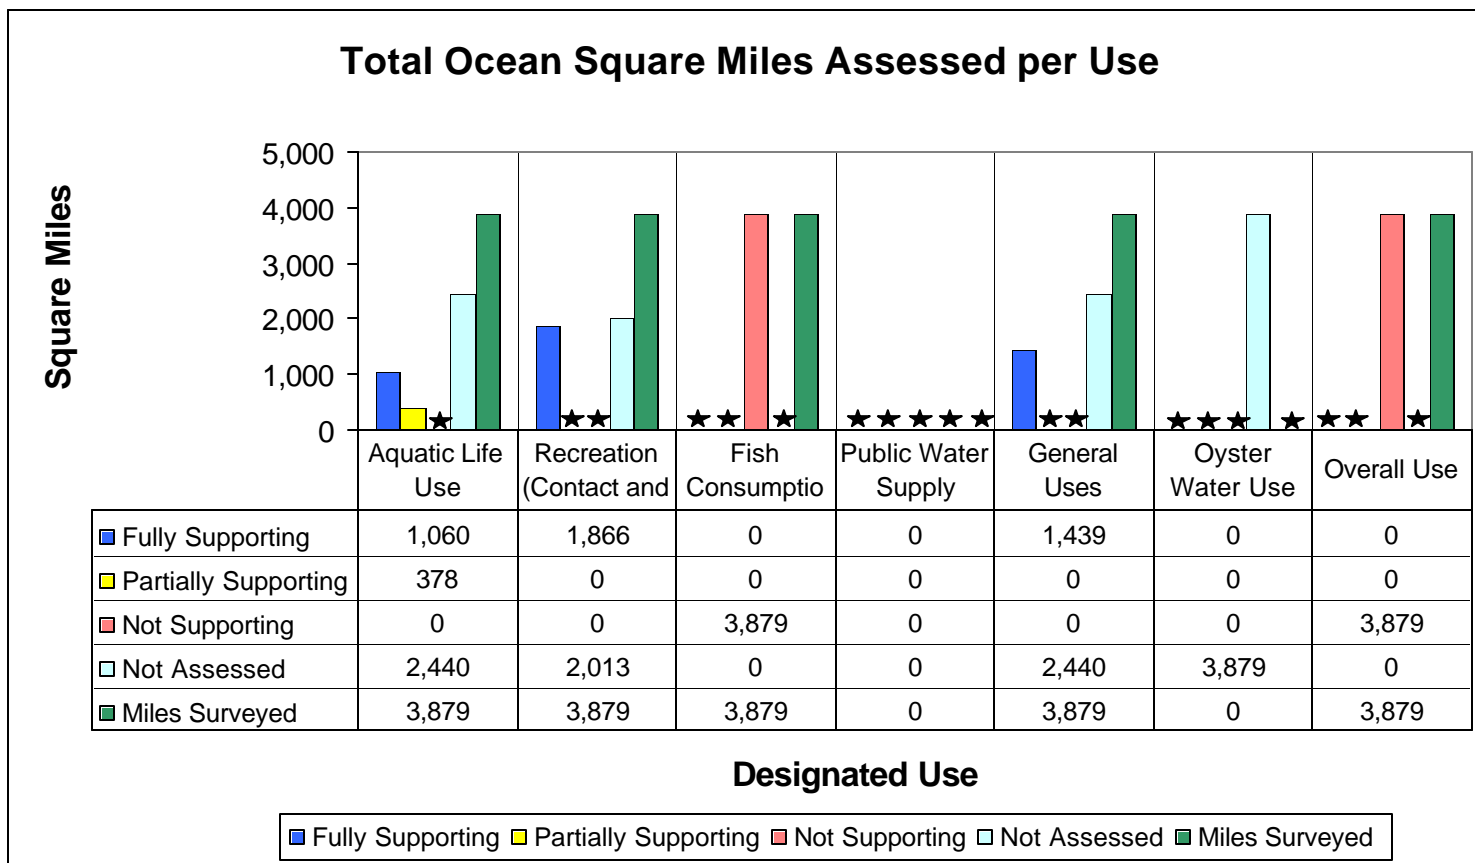 Total Ocean Square Miles Assessed per Use
Square Miles
5,000
4,000
3,000
2,000
1,000
0
Aquatic Life Use
Recreation (Contact and
Fish Consumptio
Public Water Supply
General Uses
Oyster Water Use
Overall Use
Fully Supporting 1,060 1,866 0 0 1,439 0 0
Partially Supporting 378 0 0 0 0 0 0
Not Supporting 0 0 3,879 0 0 0 3,879
Not Assessed 2,440 2,013 0 0 2,440 3,879 0
Miles Surveyed 3,879 3,879 3,879 0 3,879 0 3,879
Designated Use
Fully Supporting Partially Supporting Not Supporting Not Assessed Miles Surveyed